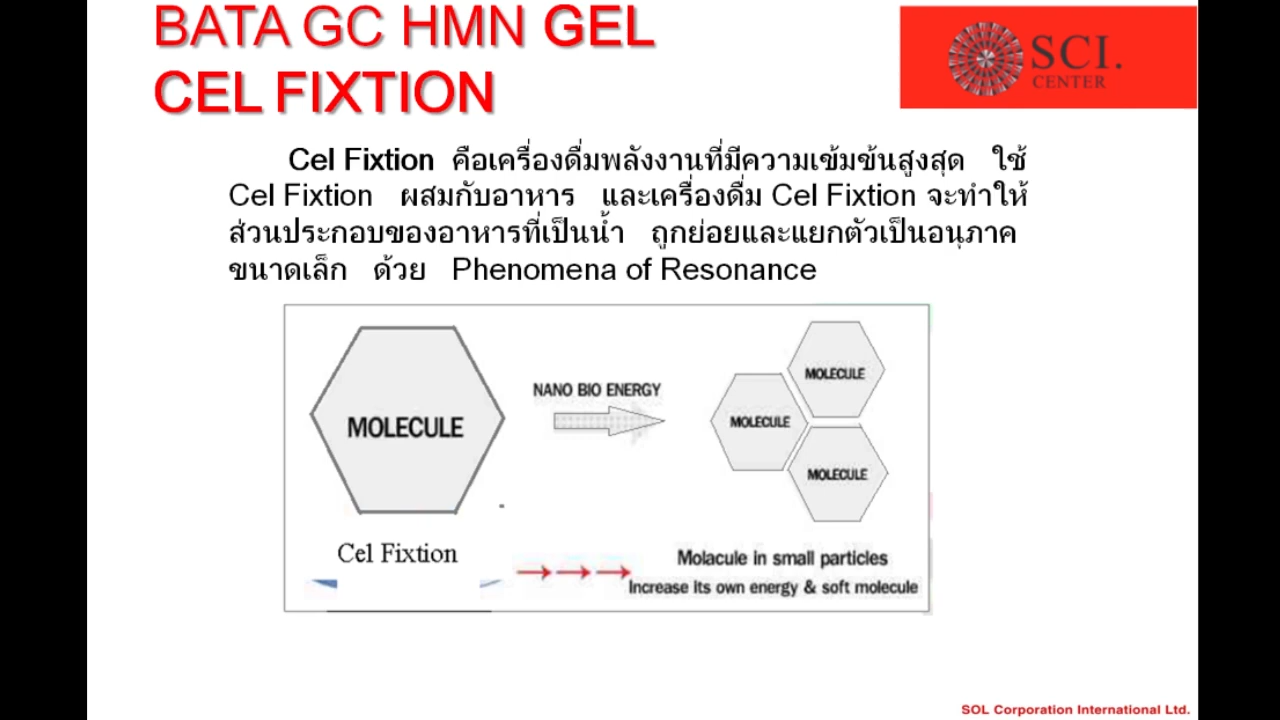 BATA GC HMN GEL
CEL FIXTION
SCI.
CENTER
Cel Fixtion คือเครื่องดื่มพลังงานที่มีความเข้มข้นสูงสุด ใช้
Cel Fixtion ผสมกับอาหาร และเครื่องดื่ม Cel Fixtion จะทำให้
ส่วนประกอบของอาหารที่เป็นน้ำ ถูกย่อยและแยกตัวเป็นอนุภาค
ขนาดเล็ก ด้วย Phenomena of Resonance
MOLECULE
NANO BIO ENERGY
MOLECULE
MOLECULE
MOLECULE
Cel Fixtion
Molacule in small particles
Increase its own energy & soft molecule
SOL Corporation International Ltd.